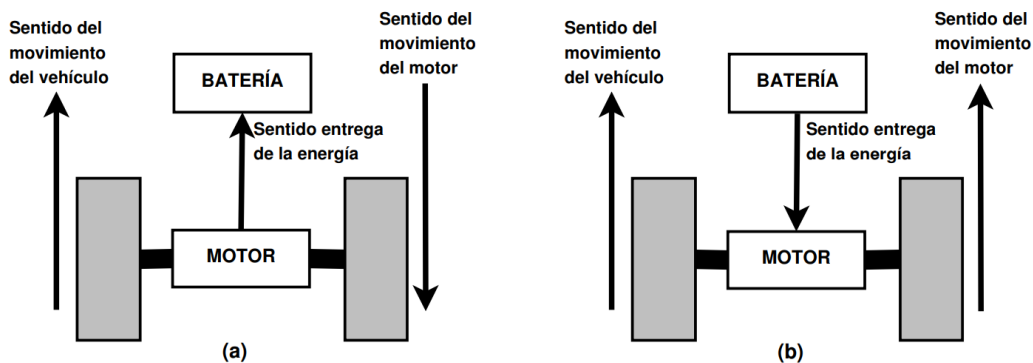 Sentido del
movimiento
del vehículo
BATERÍA
Sentido del
movimiento
del motor
Sentido entrega
de la energía
MOTOR
(a)
Sentido del
movimiento
del vehículo
BATERÍA
Sentido del
movimiento
del motor
Sentido entrega
de la energía
MOTOR
(b)